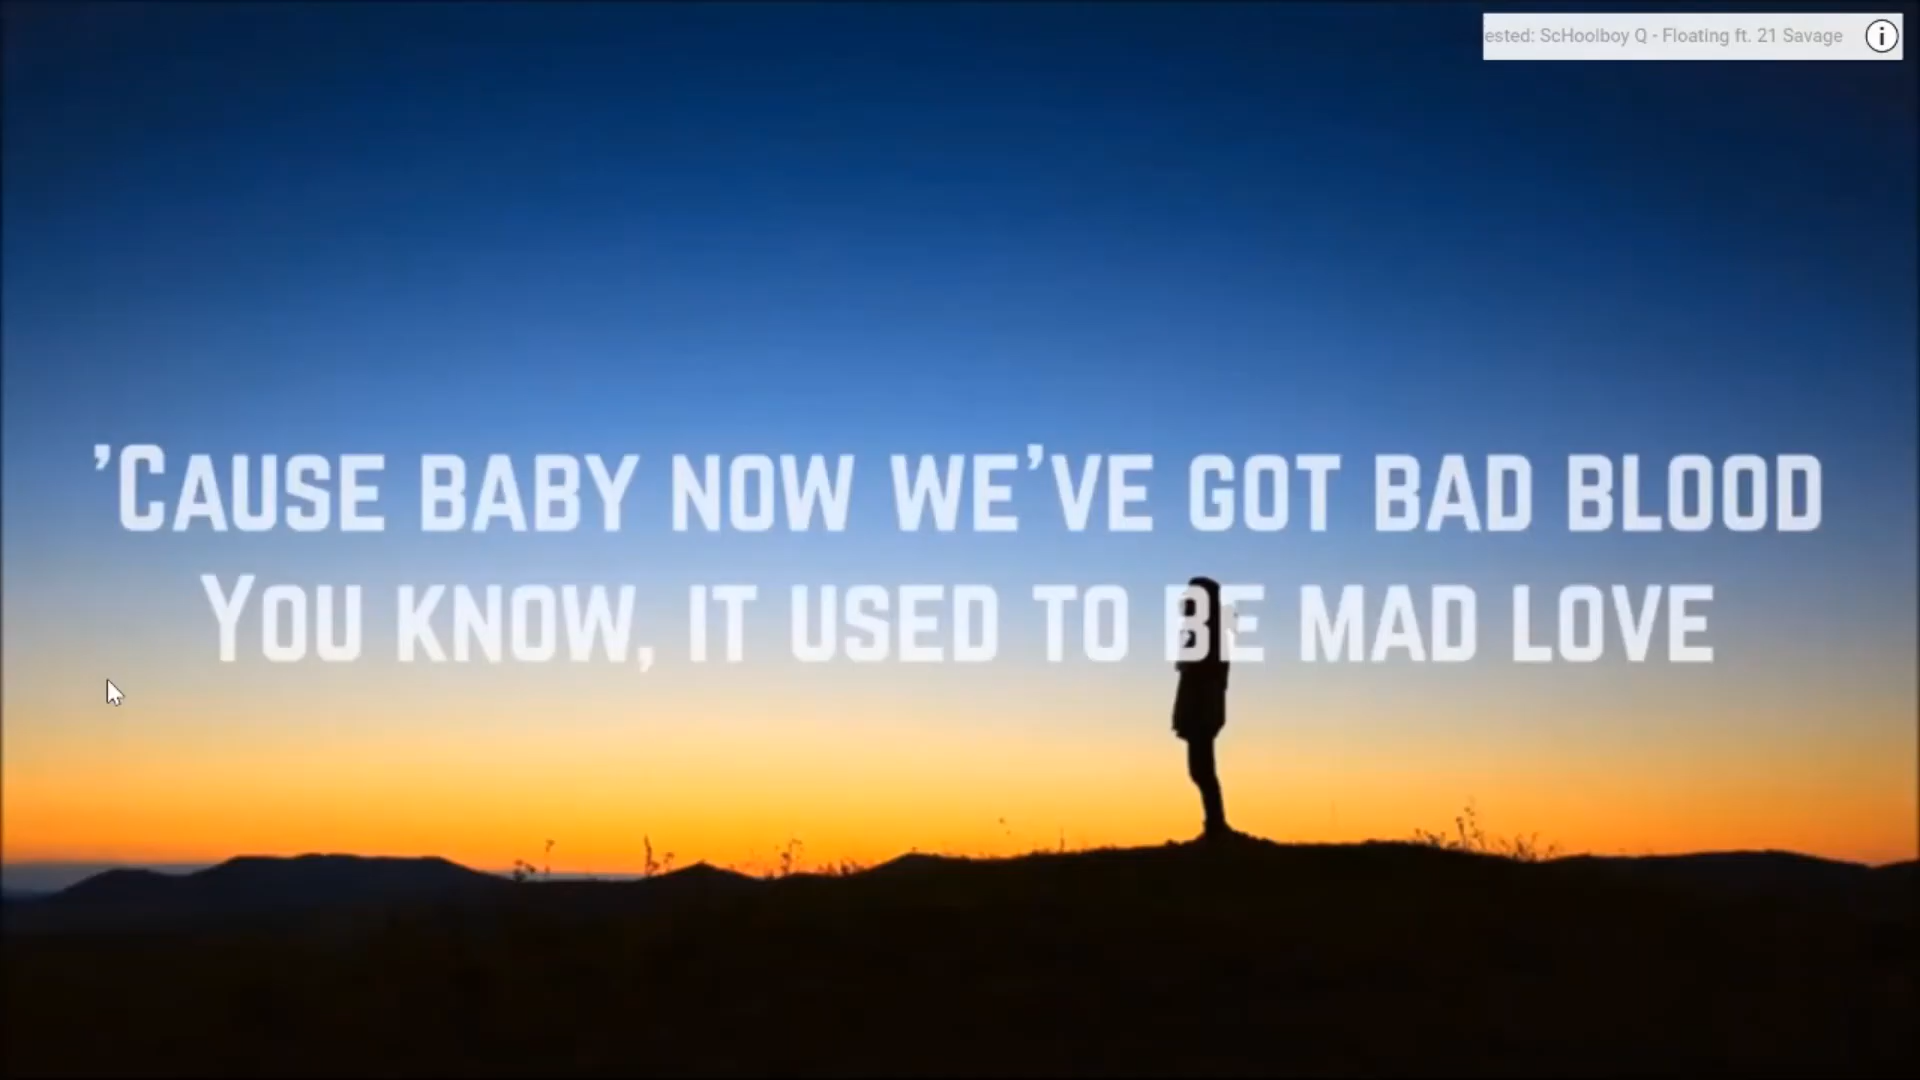 ested: ScHoolboy Q - Floating ft. 21 Savage
'Cause baby now we've got bad blood
You know, it used to be mad love